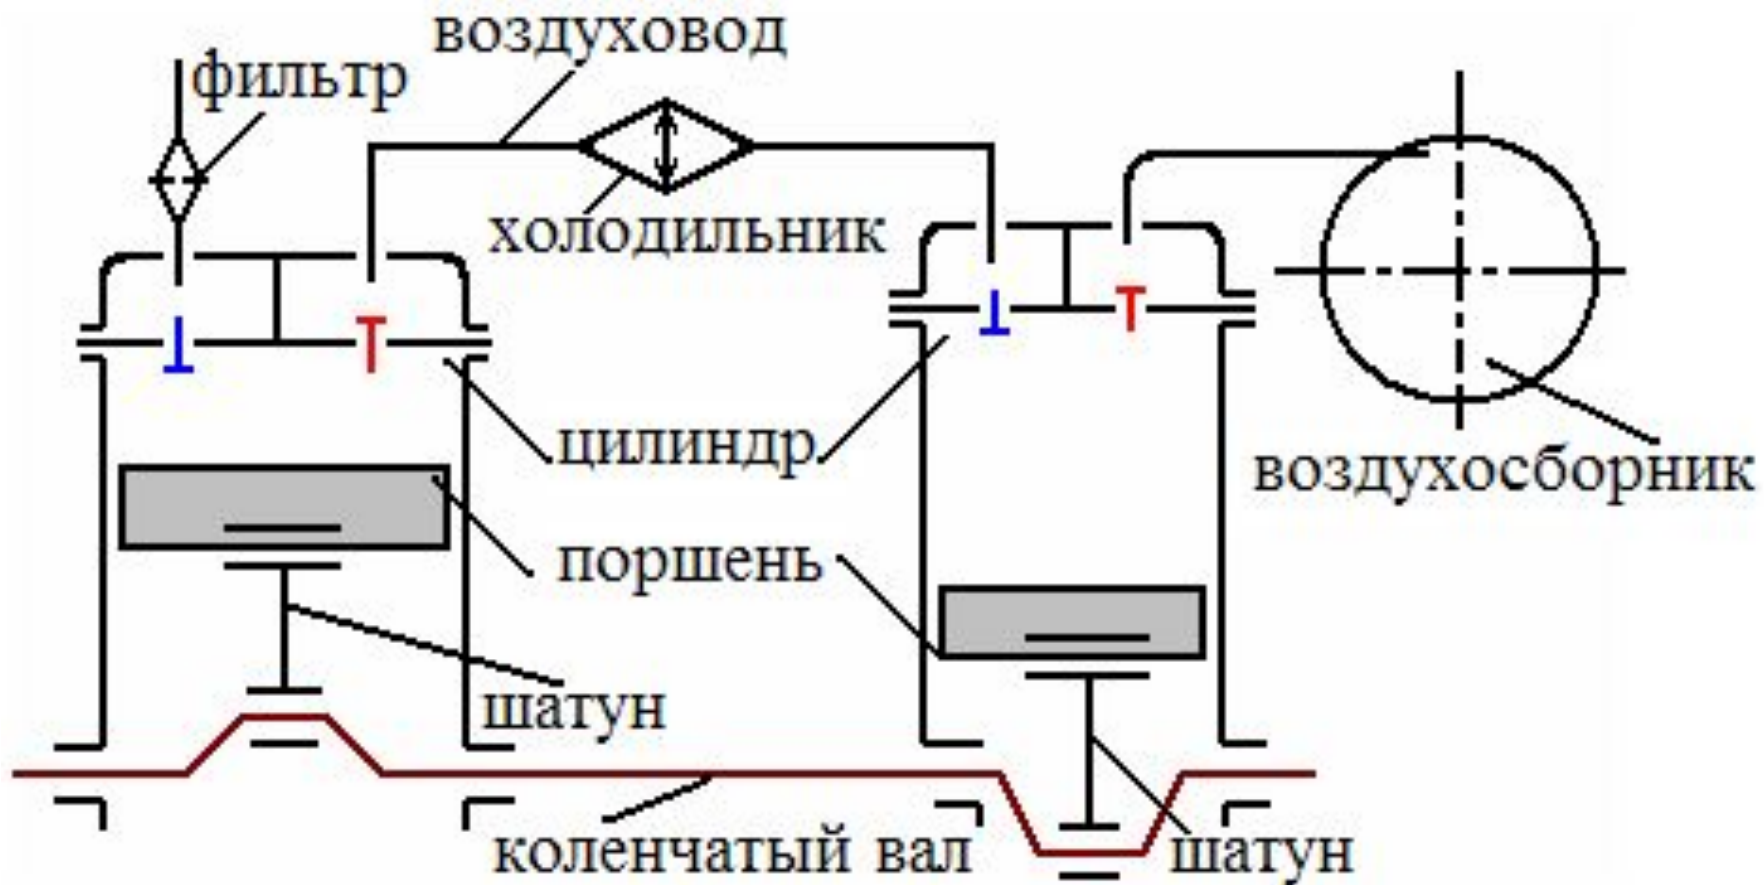 воздуховод
фильтр
холодильник
цилиндр
воздухосборник
поршень
шатун
коленчатый вал
шатун